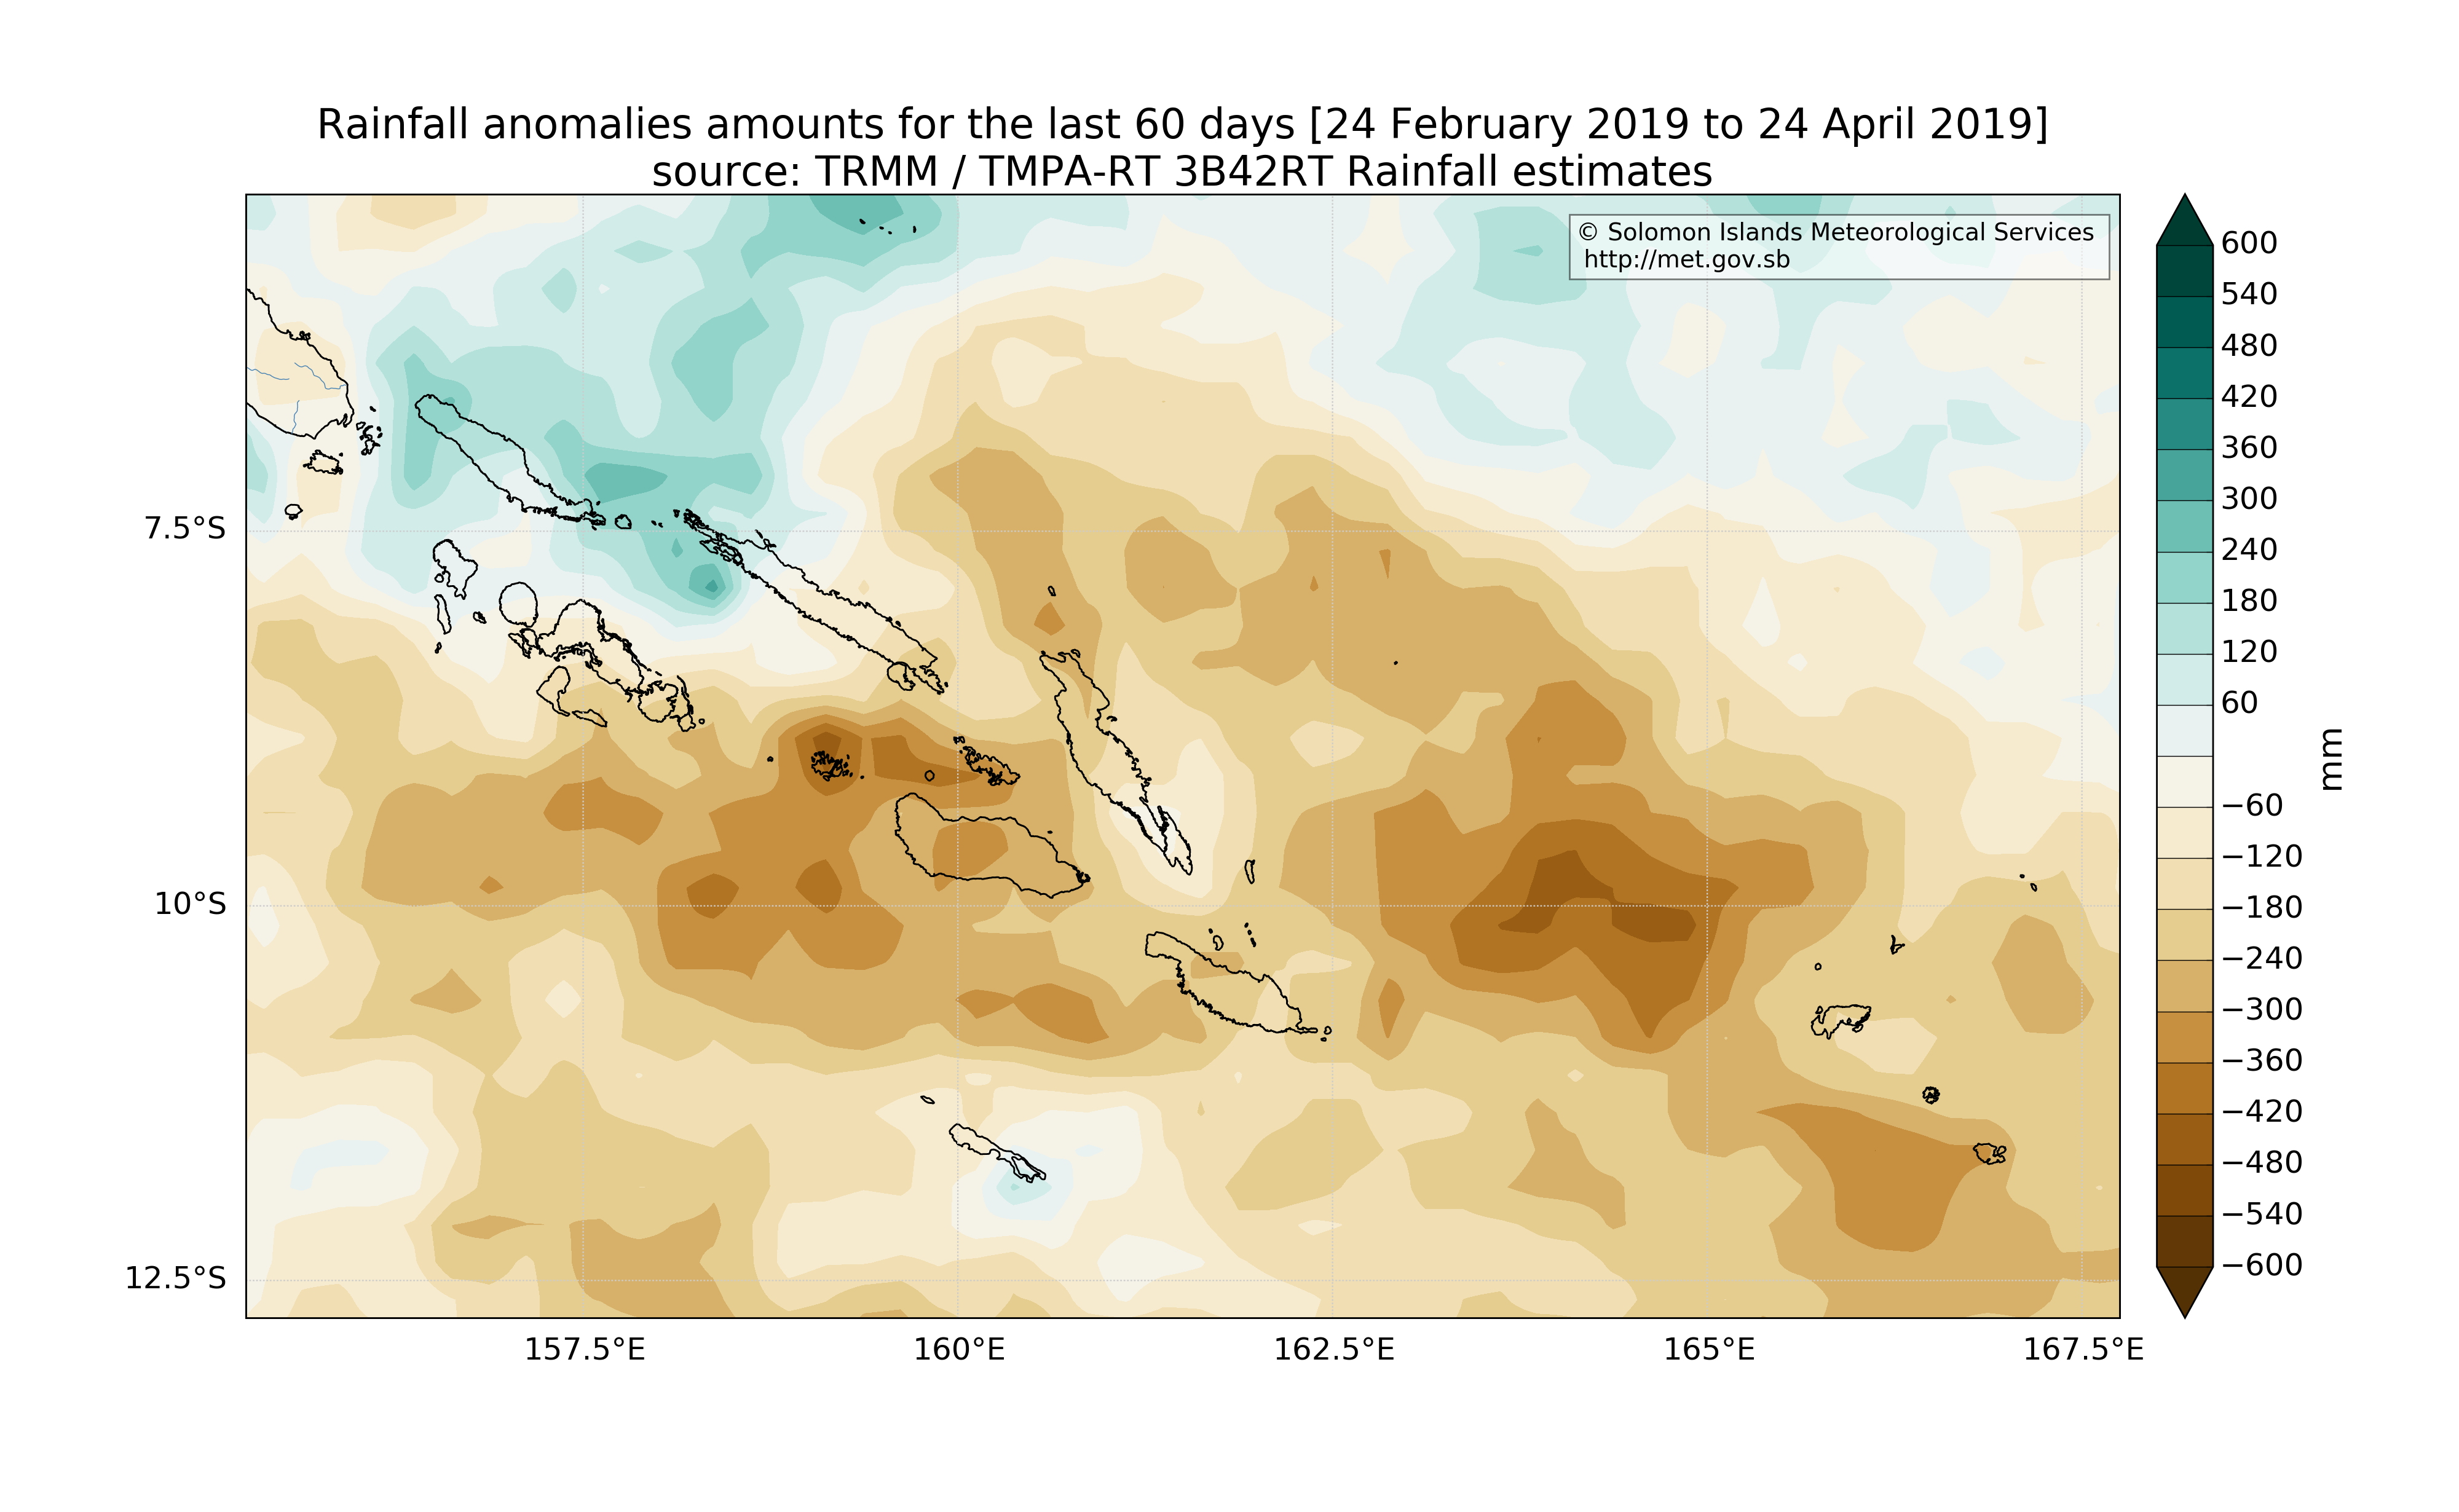 Rainfall anomalies amounts for the last 60 days [24 February 2019 to 24 April 2019]
source: TRMM / TMPA-RT 3B42RT Rainfall estimates
© Solomon Islands Meteorological Services
http://met.gov.sb
7.5°S
10°S
12.5°S
157.5°E
160°E
162.5°E
165°E
167.5°E
600
540
480
420
360
300
240
180
120
60
−60
−120
−180
−240
−300
−360
−420
−480
−540
−600
mm